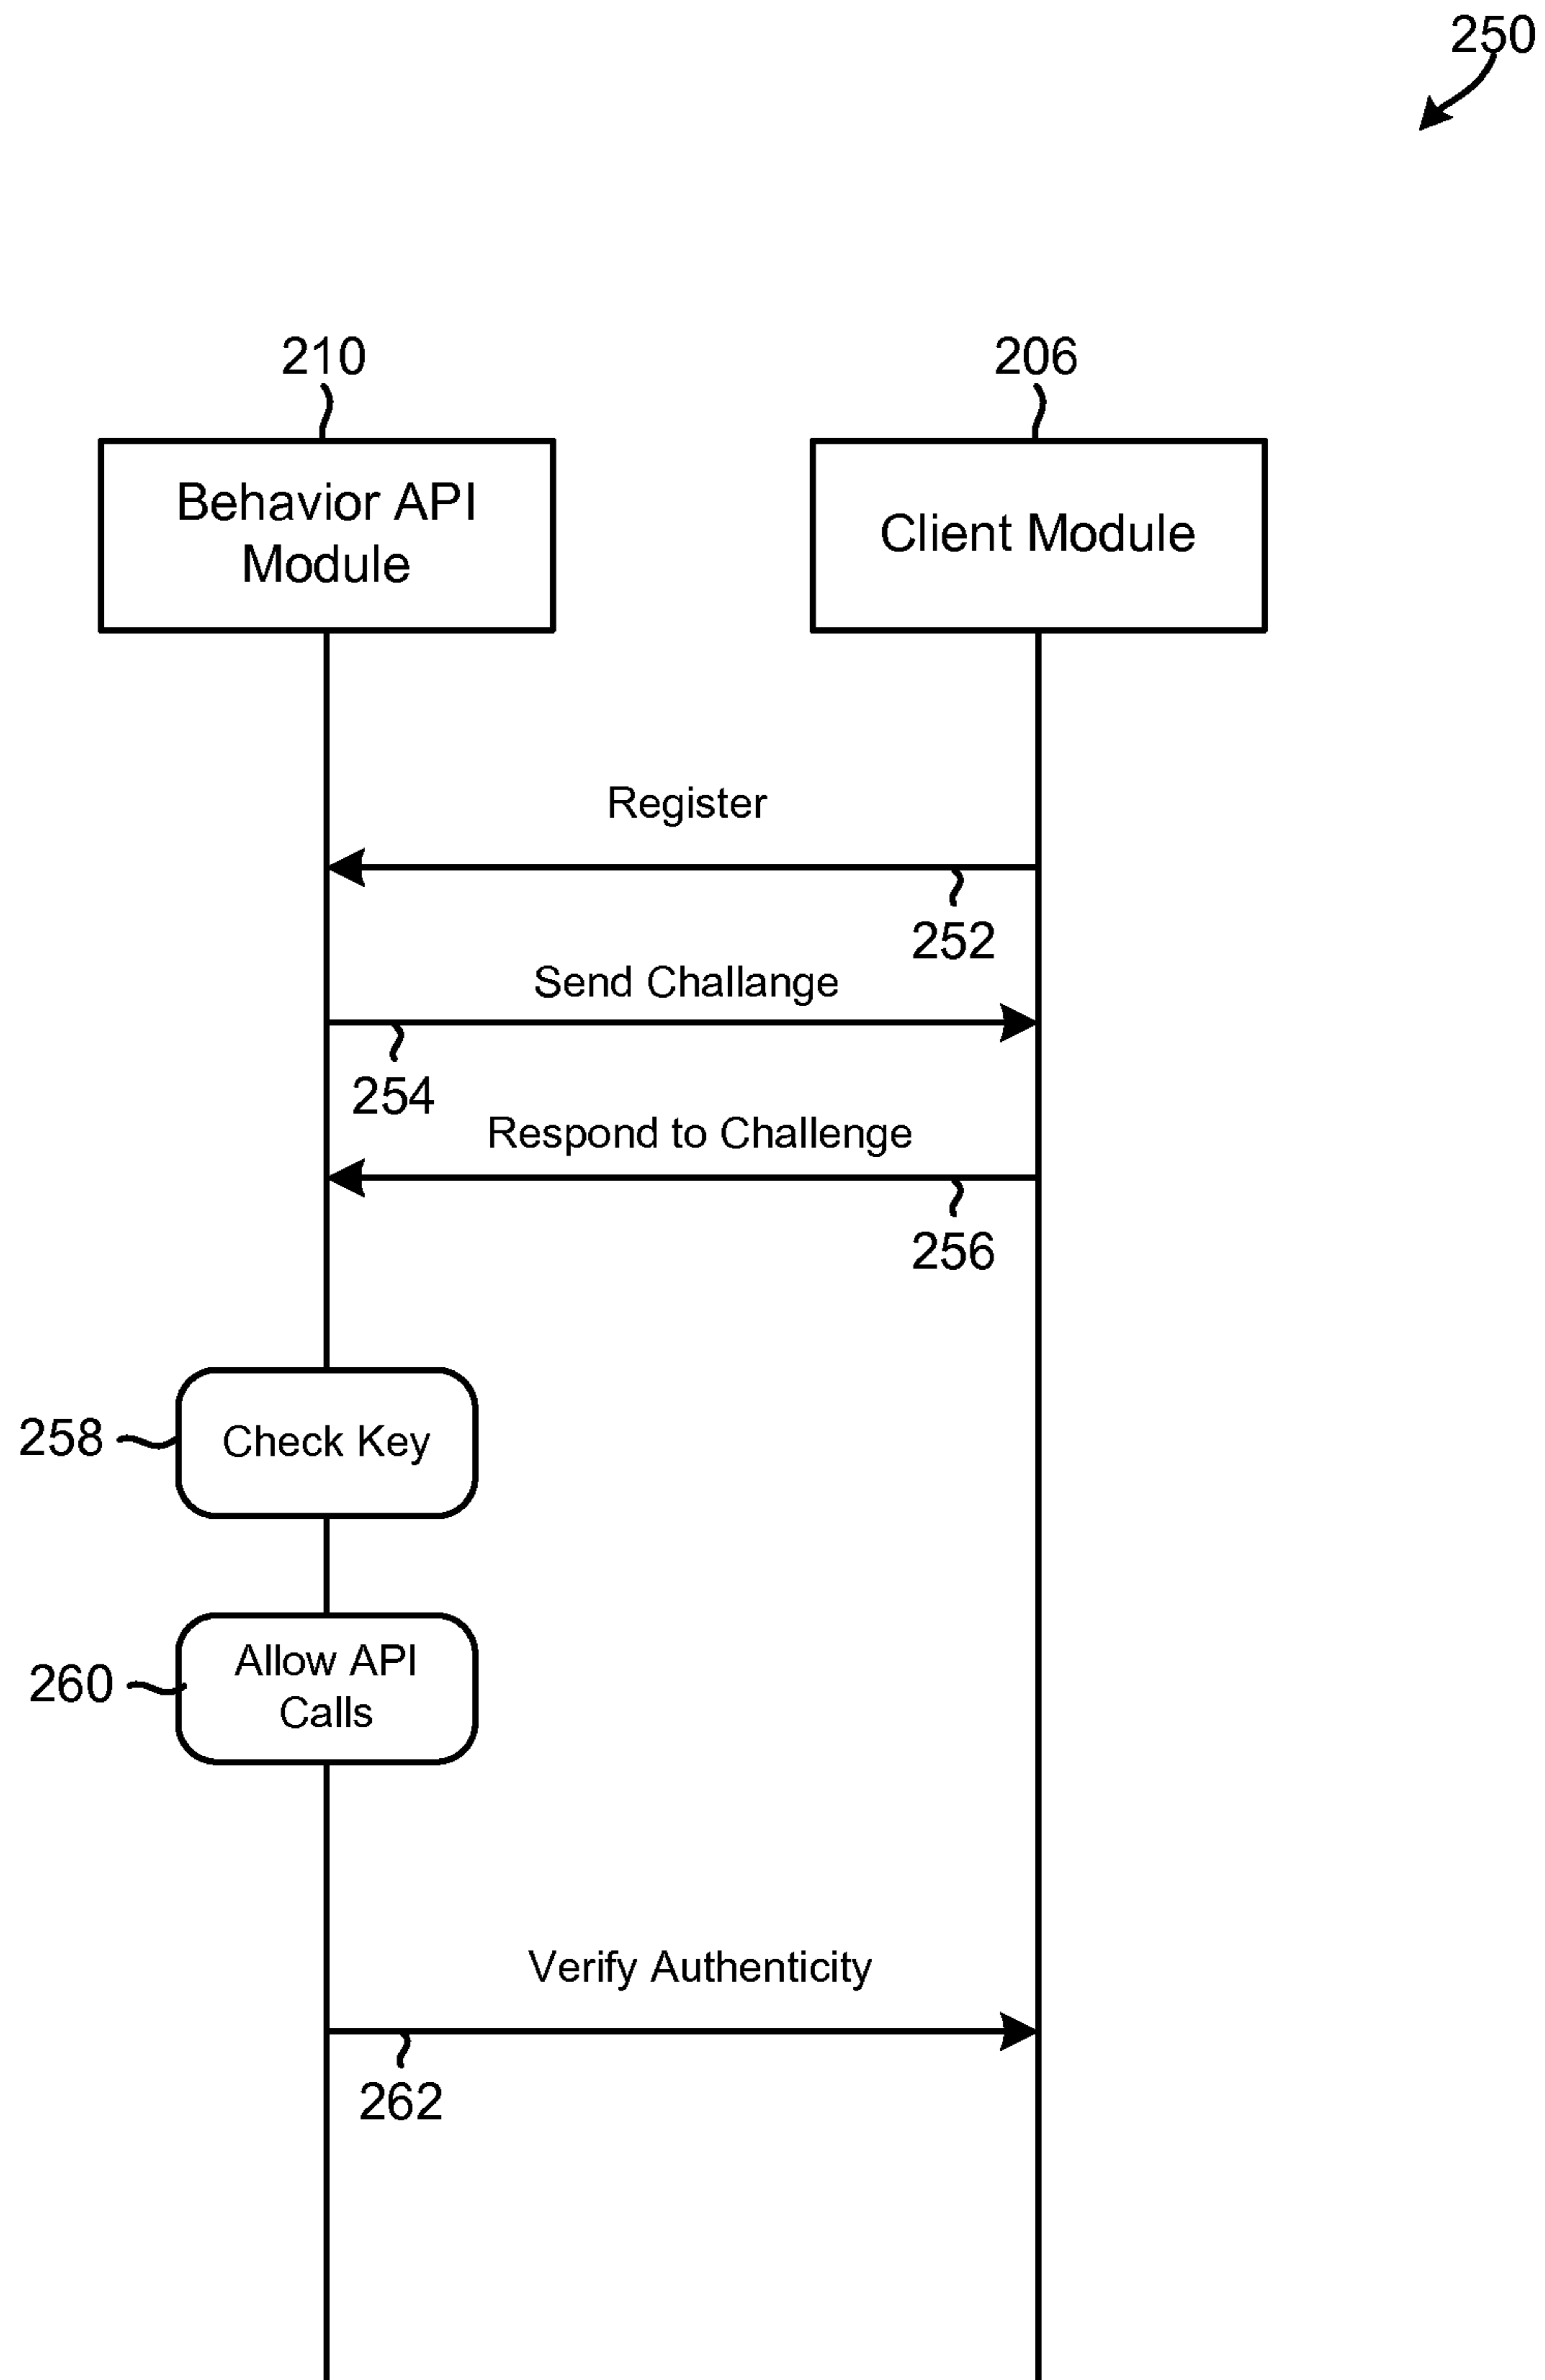 250
210
206
Behavior API
Module
Client Module
Register
252
Send Challange
254
Respond to Challenge
256
258
Check Key
260
Allow API
Calls
Verify Authenticity
262